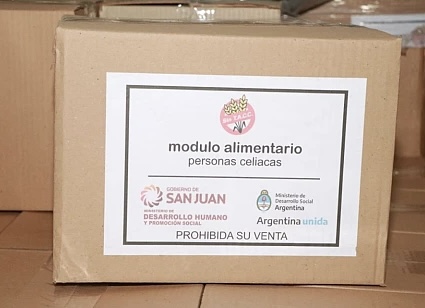 Sin T.A.C.C.
modulo alimentario
personas celiacas
GOBIERNO DE
SAN JUAN
MINISTERIO DE
DESARROLLO HUMANO
Y PROMOCIÓN SOCIAL
Ministerio de
Desarrollo Social
Argentina
Argentina unida
PROHIBIDA SU VENTA